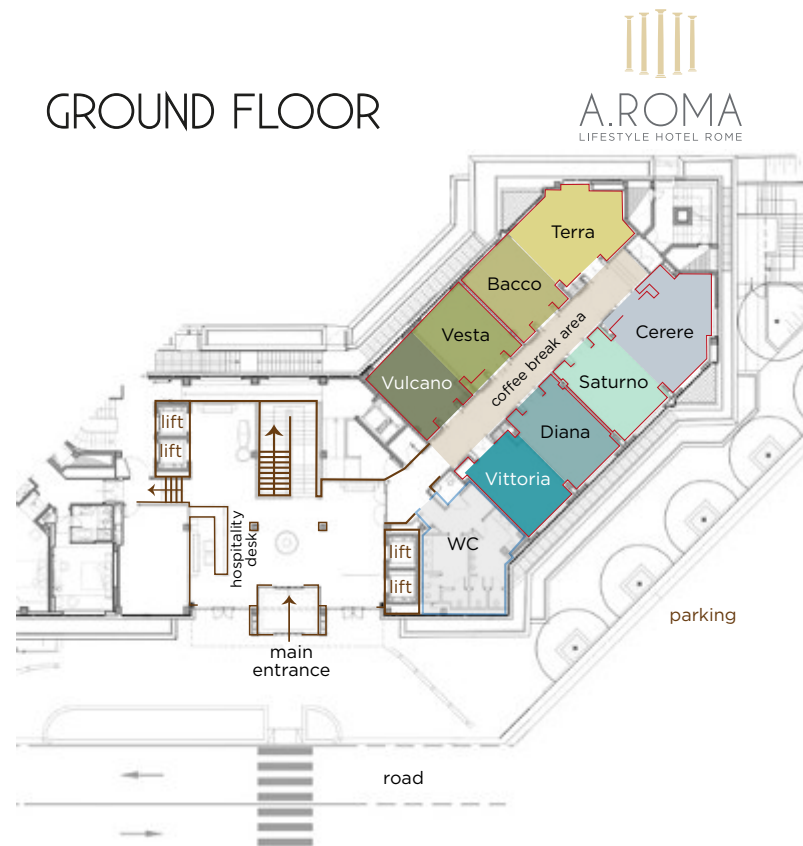 GROUND FLOOR
A.ROMA
LIFESTYLE HOTEL ROME
Terra
Bacco
Vesta
Vulcano
coffee break area
Cerere
Saturno
Diana
Vittoria
WC
lift
lift
hospitality
desk
lift
lift
main
entrance
parking
road